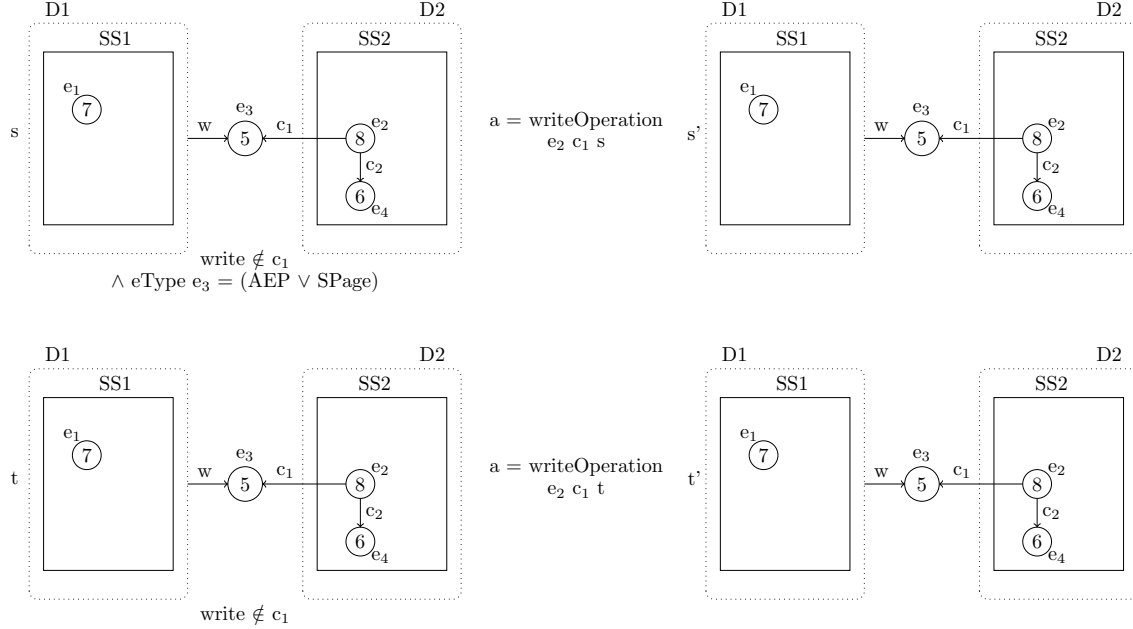 D1 D2 D1 D2
SS1 SS2 SS1 SS2
e₁ 7 e₃ e₂ e₁ 7 e₃ e₂
s w 5 c₁ 8 a = writeOperation s' w 5 c₁ 8
e₂ c₁ s
c₂ c₂
6 e₄ 6 e₄
write ∉ c₁
∧ eType e₃ = (AEP ∨ SPage)
D1 D2 D1 D2
SS1 SS2 SS1 SS2
e₁ 7 e₃ e₂ e₁ 7 e₃ e₂
t w 5 c₁ 8 a = writeOperation t' w 5 c₁ 8
e₂ c₁ t
c₂ c₂
6 e₄ 6 e₄
write ∉ c₁